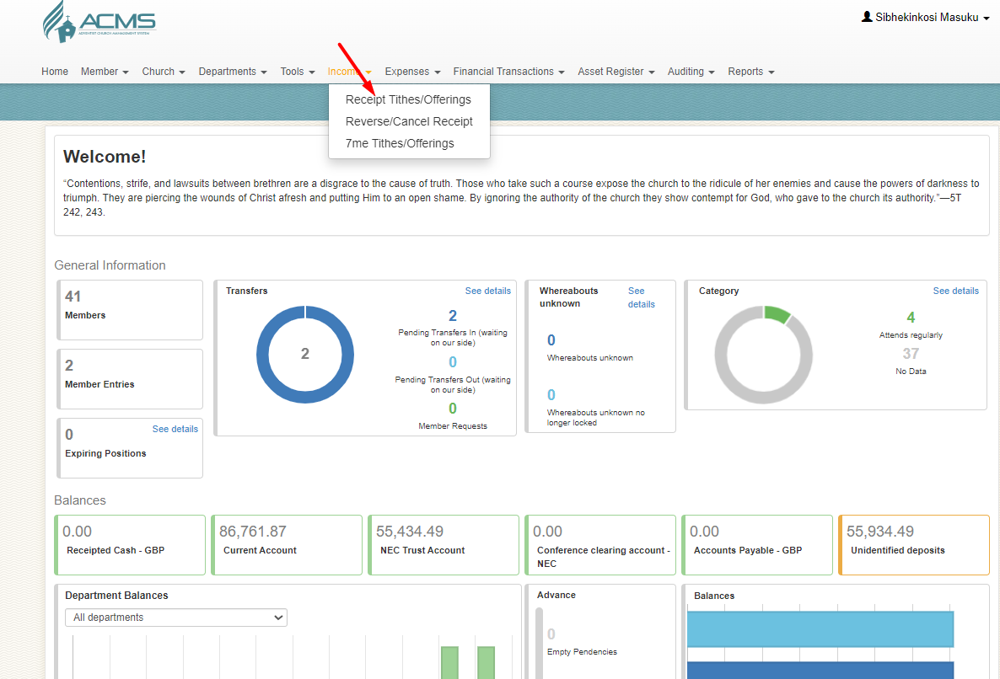 ACMS
ADVENTIST CHURCH MANAGEMENT SYSTEM
Sibhekinkosi Masuku
Home Member Church Departments Tools Income Expenses Financial Transactions Asset Register Auditing Reports
Receipt Tithes/Offerings
Reverse/Cancel Receipt
7me Tithes/Offerings
Welcome!
“Contentions, strife, and lawsuits between brethren are a disgrace to the cause of truth. Those who take such a course expose the church to the ridicule of her enemies and cause the powers of darkness to
triumph. They are piercing the wounds of Christ afresh and putting Him to an open shame. By ignoring the authority of the church they show contempt for God, who gave to the church its authority.”—5T
242, 243.
General Information
41
Members
2
Member Entries
0
See details
Expiring Positions
Transfers
See details
2
2
Pending Transfers In (waiting
on our side)
0
Pending Transfers Out (waiting
on our side)
0
Member Requests
Whereabouts
unknown
See
details
0
Whereabouts unknown
0
Whereabouts unknown no
longer locked
Category
See details
4
Attends regularly
37
No Data
Balances
0.00
Receipted Cash - GBP
86,761.87
Current Account
55,434.49
NEC Trust Account
0.00
Conference clearing account -
NEC
0.00
Accounts Payable - GBP
55,934.49
Unidentified deposits
Department Balances
All departments
Advance
0
Empty Pendencies
Balances